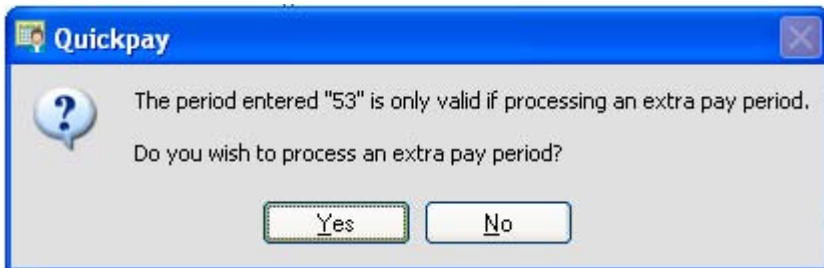 Quickpay
The period entered "53" is only valid if processing an extra pay period.
Do you wish to process an extra pay period?
Yes No